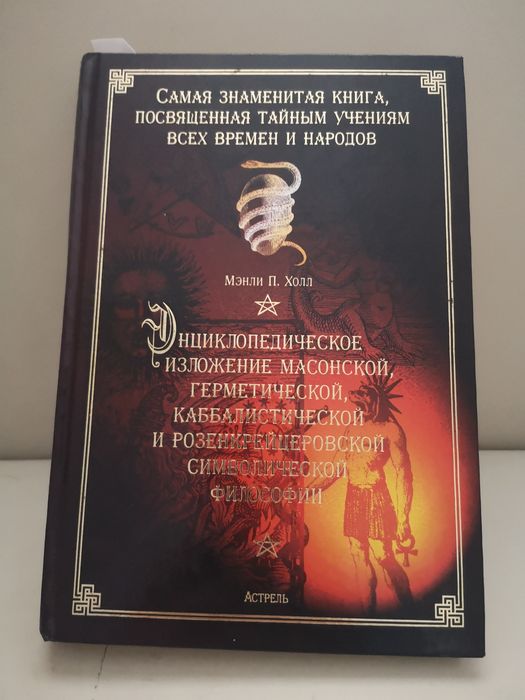 Самая знаменитая книга,
посвященная тайным учениям
всех времен и народов
Мэнли П. Холл
Энциклопедическое
изложение масонской,
герметической,
каббалистической
и розенкрейцеровской
символической
философии
Астрель